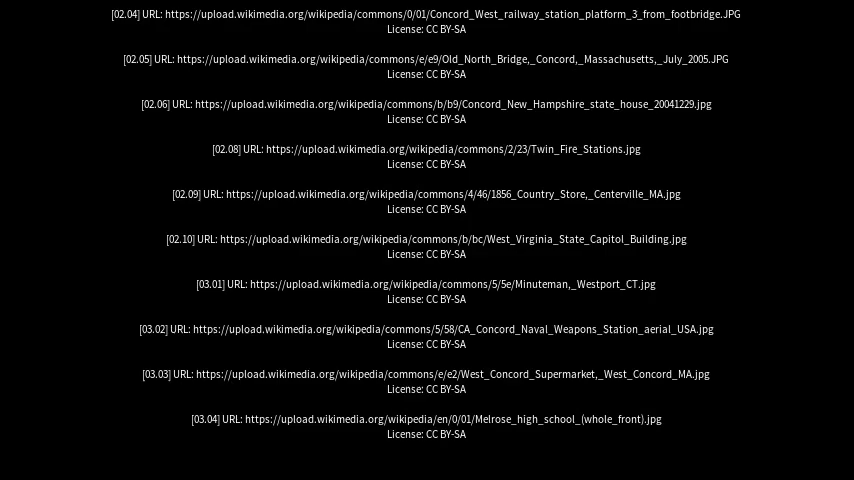 [02.04] URL: https://upload.wikimedia.org/wikipedia/commons/0/01/Concord_West_railway_station_platform_3_from_footbridge.JPG
License: CC BY-SA
[02.05] URL: https://upload.wikimedia.org/wikipedia/commons/e/e9/Old_North_Bridge,_Concord,_Massachusetts,_July_2005.JPG
License: CC BY-SA
[02.06] URL: https://upload.wikimedia.org/wikipedia/commons/b/b9/Concord_New_Hampshire_state_house_20041229.jpg
License: CC BY-SA
[02.08] URL: https://upload.wikimedia.org/wikipedia/commons/2/23/Twin_Fire_Stations.jpg
License: CC BY-SA
[02.09] URL: https://upload.wikimedia.org/wikipedia/commons/4/46/1856_Country_Store,_Centerville_MA.jpg
License: CC BY-SA
[02.10] URL: https://upload.wikimedia.org/wikipedia/commons/b/bc/West_Virginia_State_Capitol_Building.jpg
License: CC BY-SA
[03.01] URL: https://upload.wikimedia.org/wikipedia/commons/5/5e/Minuteman,_Westport_CT.jpg
License: CC BY-SA
[03.02] URL: https://upload.wikimedia.org/wikipedia/commons/5/58/CA_Concord_Naval_Weapons_Station_aerial_USA.jpg
License: CC BY-SA
[03.03] URL: https://upload.wikimedia.org/wikipedia/commons/e/e2/West_Concord_Supermarket,_West_Concord_MA.jpg
License: CC BY-SA
[03.04] URL: https://upload.wikimedia.org/wikipedia/en/0/01/Melrose_high_school_(whole_front).jpg
License: CC BY-SA